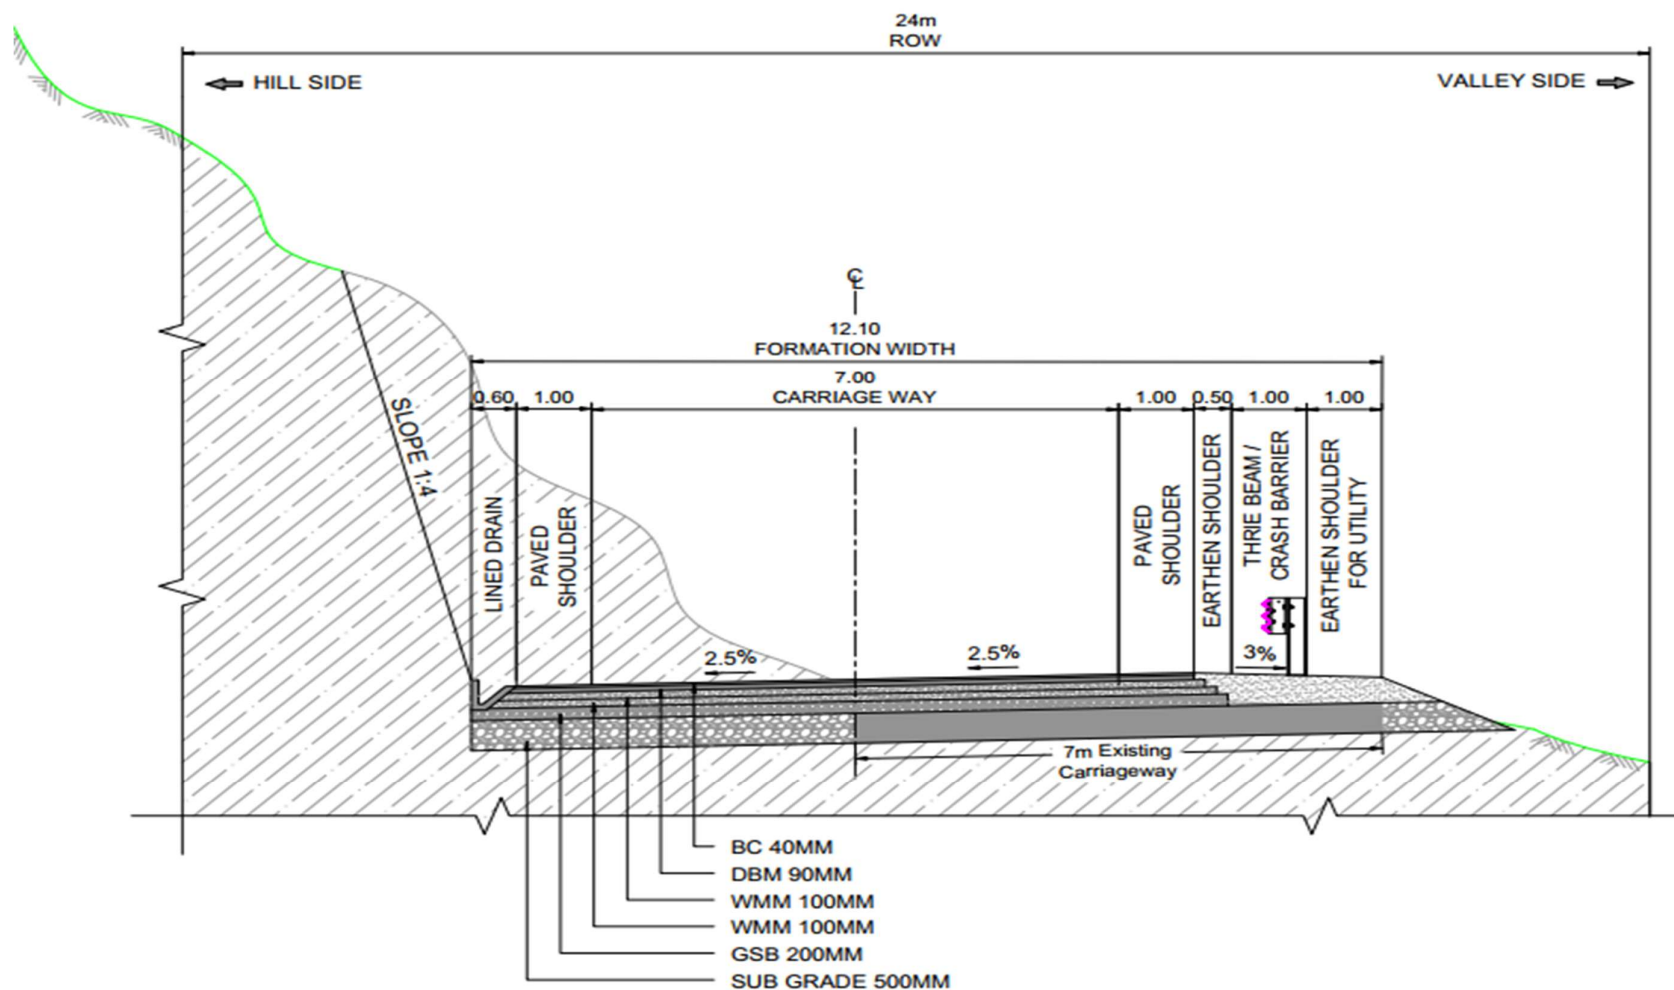 24m
ROW
HILL SIDE
VALLEY SIDE
℄
12.10
FORMATION WIDTH
7.00
CARRIAGE WAY
0.60
1.00
1.00
0.50
1.00
1.00
SLOPE 1:4
LINED DRAIN
PAVED
SHOULDER
PAVED
SHOULDER
EARTHEN SHOULDER
THRIE BEAM /
CRASH BARRIER
EARTHEN SHOULDER
FOR UTILITY
2.5%
2.5%
3%
7m Existing
Carriageway
BC 40MM
DBM 90MM
WMM 100MM
WMM 100MM
GSB 200MM
SUB GRADE 500MM